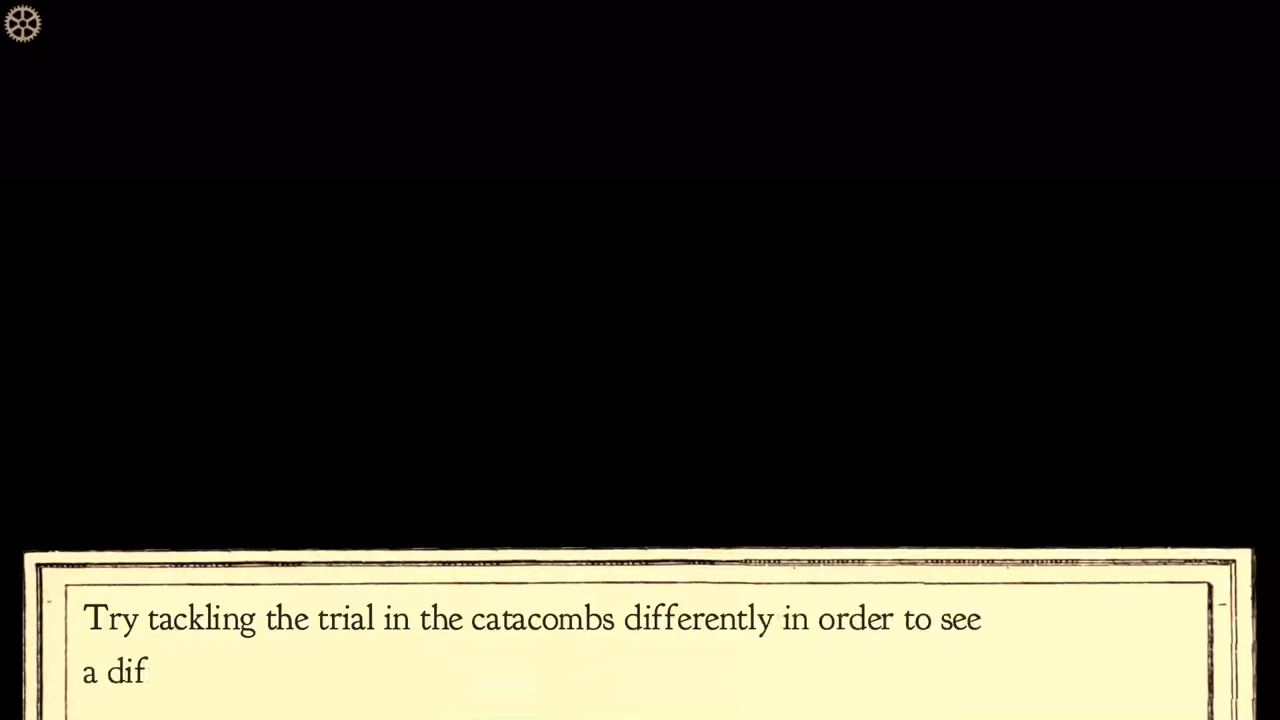 Try tackling the trial in the catacombs differently in order to see
a dif